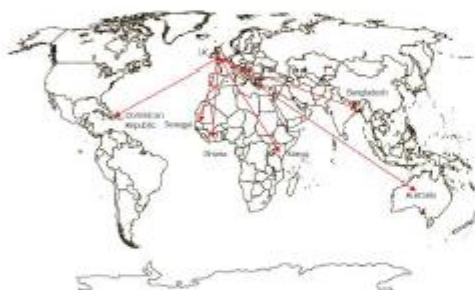 UK
Dominican
Republic
Senegal
Ghana
Kenya
Bangladesh
Australia